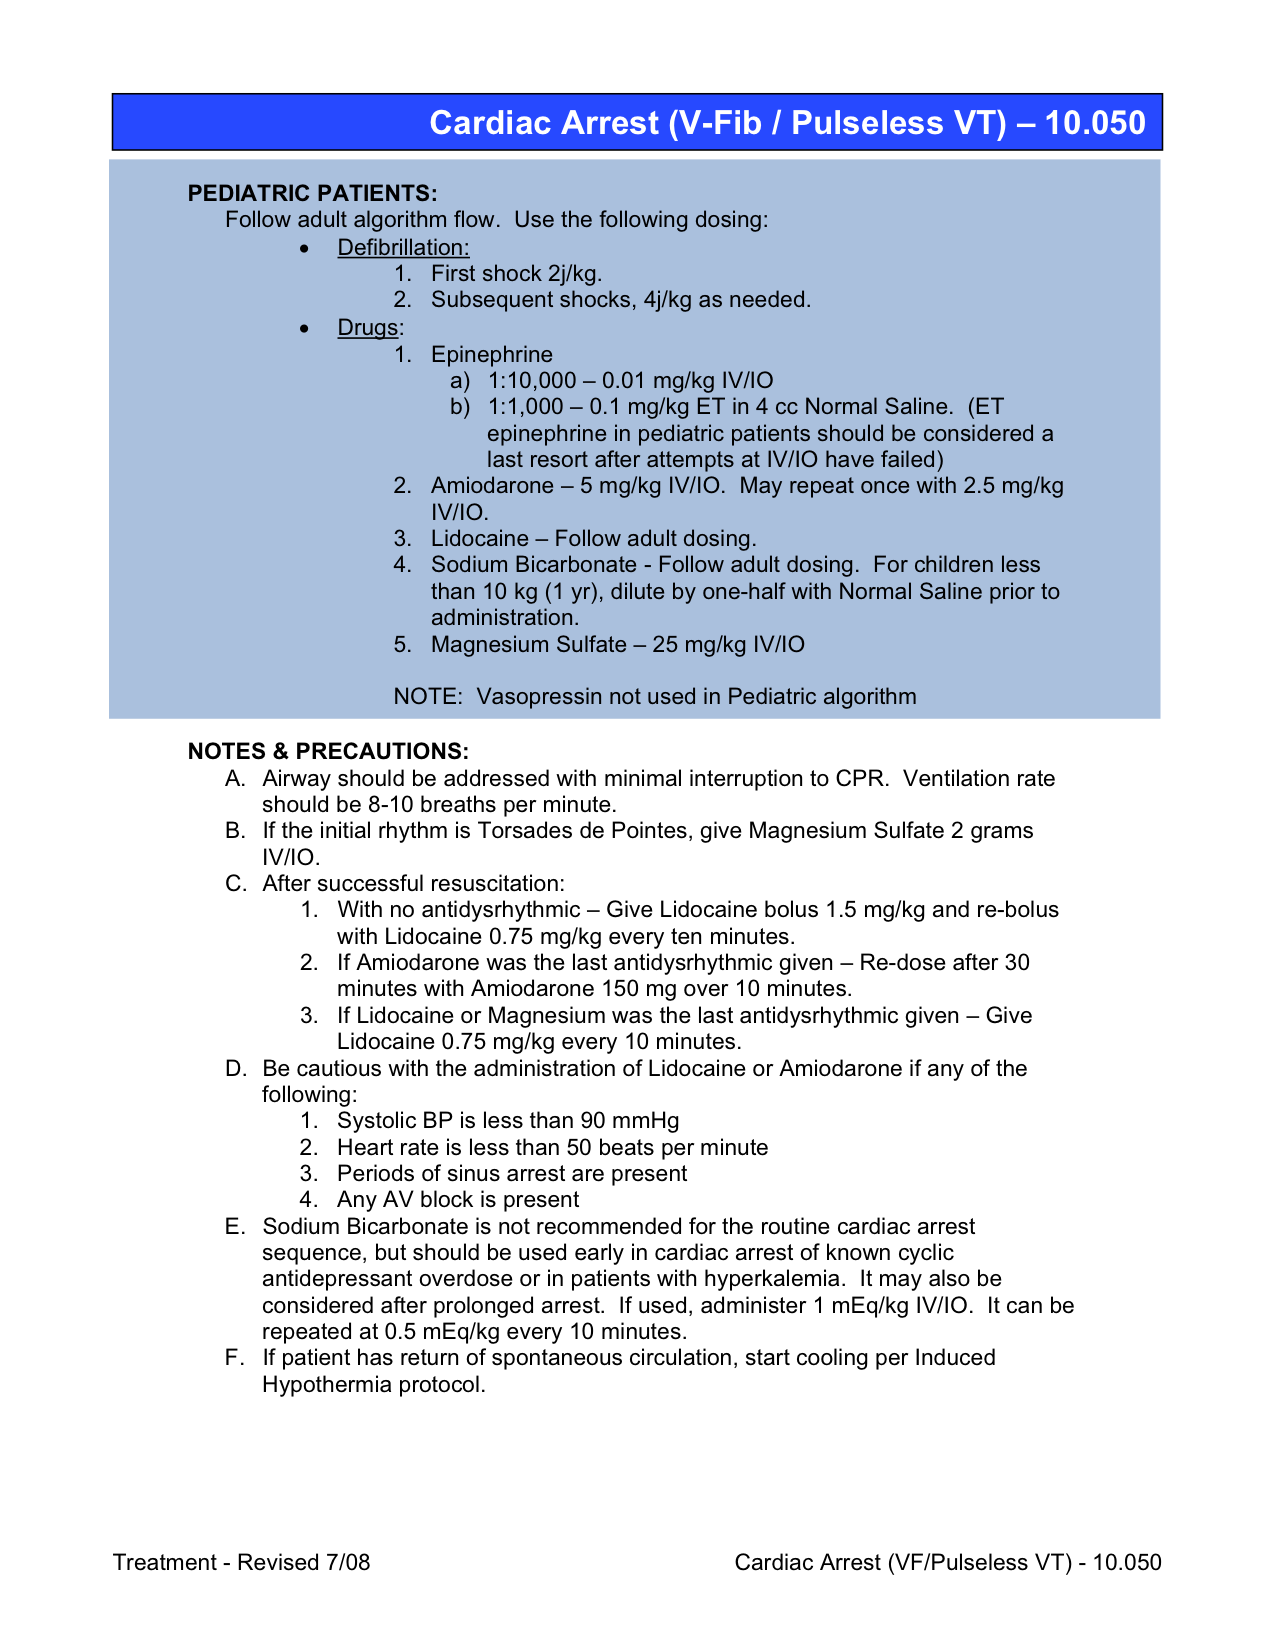 Cardiac Arrest (V-Fib / Pulseless VT) – 10.050
PEDIATRIC PATIENTS:
Follow adult algorithm flow.  Use the following dosing:
• Defibrillation:
1. First shock 2j/kg.
2. Subsequent shocks, 4j/kg as needed.
• Drugs:
1. Epinephrine
a) 1:10,000 – 0.01 mg/kg IV/IO
b) 1:1,000 – 0.1 mg/kg ET in 4 cc Normal Saline.  (ET
epinephrine in pediatric patients should be considered a
last resort after attempts at IV/IO have failed)
2. Amiodarone – 5 mg/kg IV/IO.  May repeat once with 2.5 mg/kg
IV/IO.
3. Lidocaine – Follow adult dosing.
4. Sodium Bicarbonate - Follow adult dosing.  For children less
than 10 kg (1 yr), dilute by one-half with Normal Saline prior to
administration.
5. Magnesium Sulfate – 25 mg/kg IV/IO
NOTE:  Vasopressin not used in Pediatric algorithm
NOTES & PRECAUTIONS:
A. Airway should be addressed with minimal interruption to CPR.  Ventilation rate
should be 8-10 breaths per minute.
B. If the initial rhythm is Torsades de Pointes, give Magnesium Sulfate 2 grams
IV/IO.
C. After successful resuscitation:
1. With no antidysrhythmic – Give Lidocaine bolus 1.5 mg/kg and re-bolus
with Lidocaine 0.75 mg/kg every ten minutes.
2. If Amiodarone was the last antidysrhythmic given – Re-dose after 30
minutes with Amiodarone 150 mg over 10 minutes.
3. If Lidocaine or Magnesium was the last antidysrhythmic given – Give
Lidocaine 0.75 mg/kg every 10 minutes.
D. Be cautious with the administration of Lidocaine or Amiodarone if any of the
following:
1. Systolic BP is less than 90 mmHg
2. Heart rate is less than 50 beats per minute
3. Periods of sinus arrest are present
4. Any AV block is present
E. Sodium Bicarbonate is not recommended for the routine cardiac arrest
sequence, but should be used early in cardiac arrest of known cyclic
antidepressant overdose or in patients with hyperkalemia.  It may also be
considered after prolonged arrest.  If used, administer 1 mEq/kg IV/IO.  It can be
repeated at 0.5 mEq/kg every 10 minutes.
F. If patient has return of spontaneous circulation, start cooling per Induced
Hypothermia protocol.
Treatment - Revised 7/08
Cardiac Arrest (VF/Pulseless VT) - 10.050